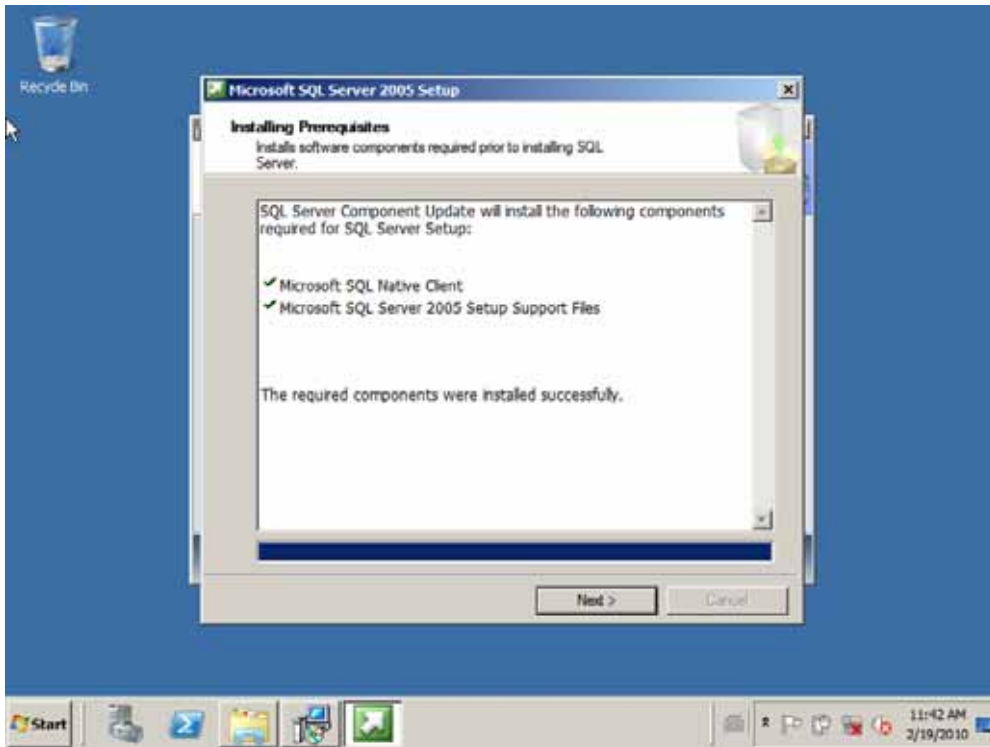 Recycle Bin
Microsoft SQL Server 2005 Setup
Installing Prerequisites
Installs software components required prior to installing SQL
Server.
SQL Server Component Update will install the following components
required for SQL Server Setup:
Microsoft SQL Native Client
Microsoft SQL Server 2005 Setup Support Files
The required components were installed successfully.
Next >
Cancel
Start
11:42 AM
2/19/2010